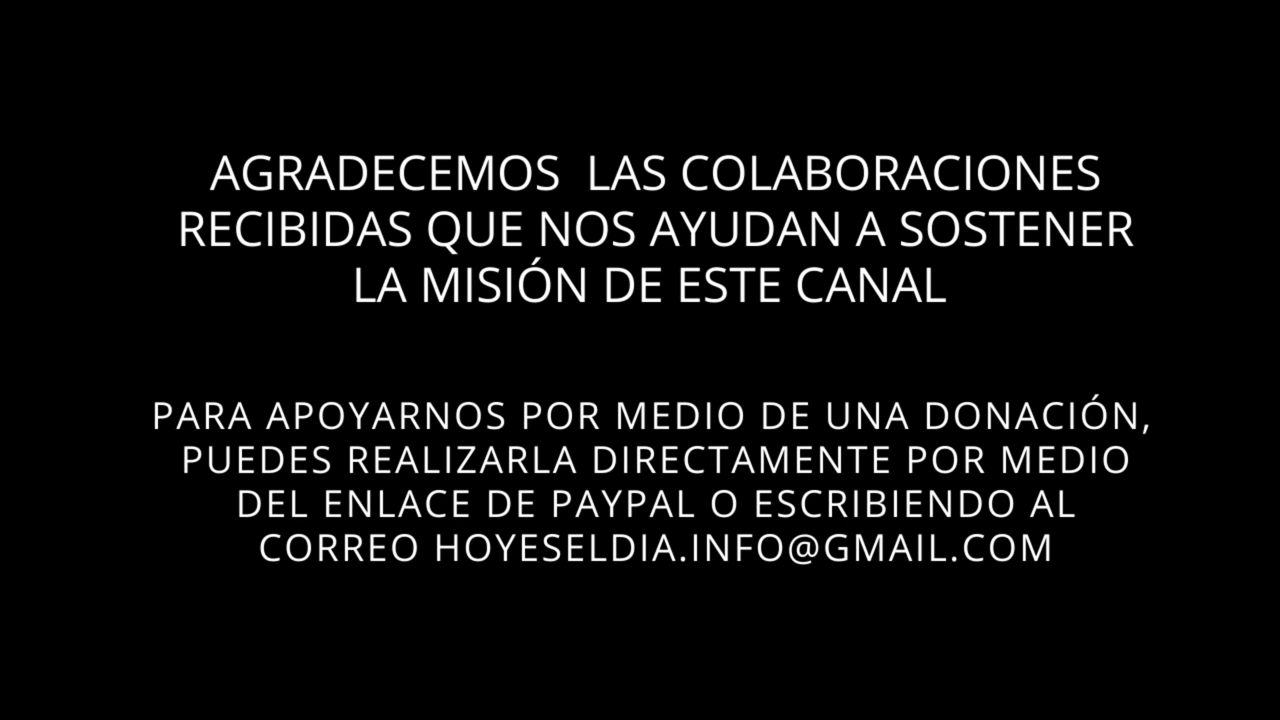 AGRADECEMOS  LAS COLABORACIONES
RECIBIDAS QUE NOS AYUDAN A SOSTENER
LA MISIÓN DE ESTE CANAL
PARA APOYARNOS POR MEDIO DE UNA DONACIÓN,
PUEDES REALIZARLA DIRECTAMENTE POR MEDIO
DEL ENLACE DE PAYPAL O ESCRIBIENDO AL
CORREO HOYESELDIA.INFO@GMAIL.COM